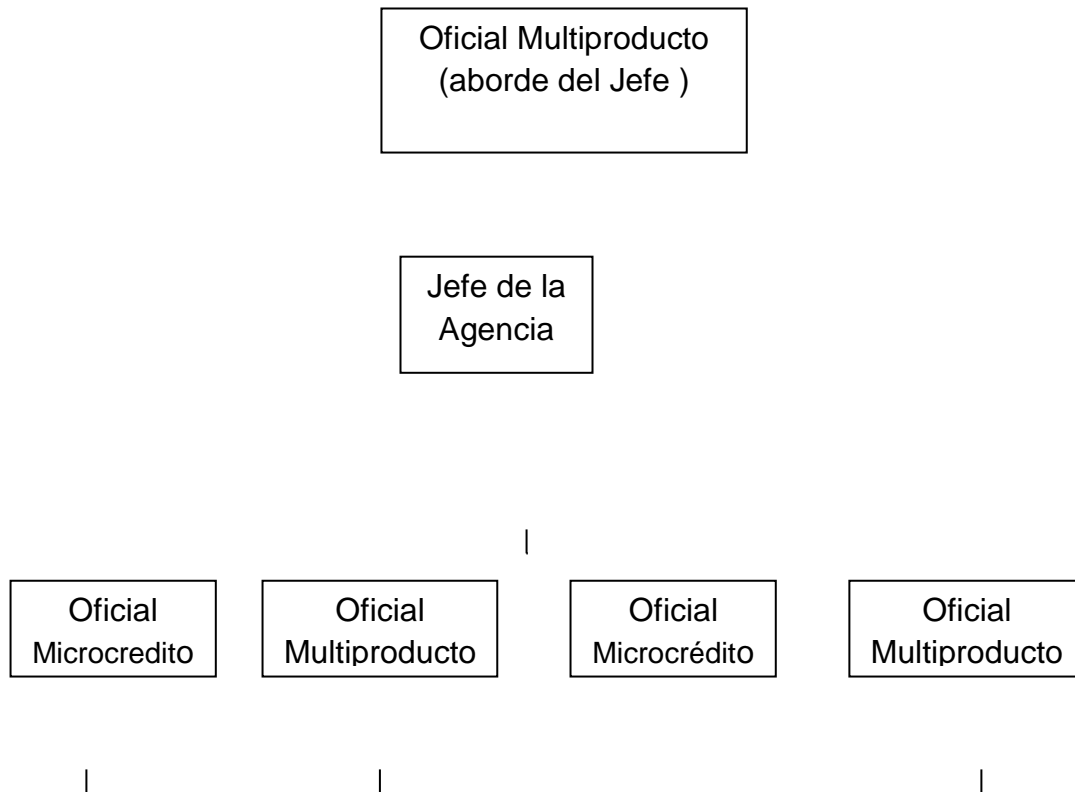 Oficial Multiproducto
(aborde del Jefe )
Jefe de la
Agencia
Oficial
Microcredito
Oficial
Multiproducto
Oficial
Microcrédito
Oficial
Multiproducto